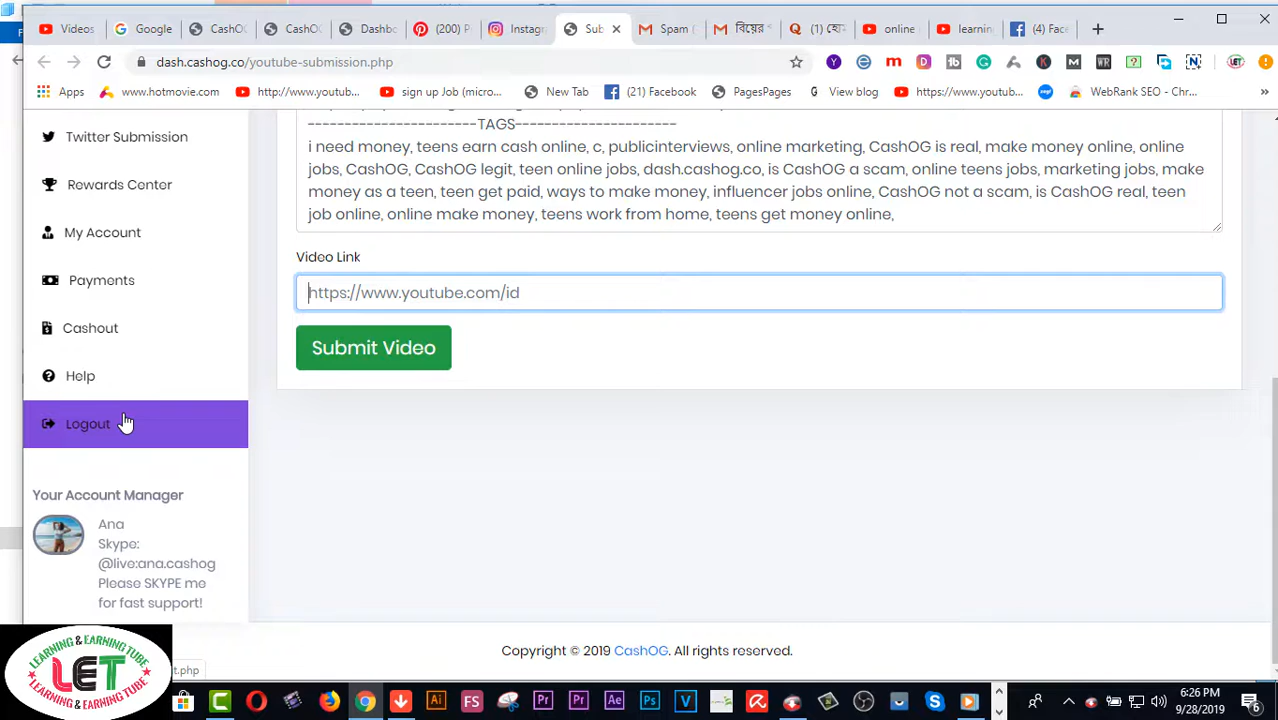 Videos
Google
CashO
CashO
Dashbo
(200) P
Instagra
Sub
Spam (
বিয়ের
(1) হো
online
learning
(4) Face
dash.cashog.co/youtube-submission.php
Apps
www.hotmovie.com
http://www.youtub...
sign up Job (micro...
New Tab
(21) Facebook
PagesPages
View blog
https://www.youtub...
WebRank SEO - Chr...
»
Twitter Submission
Rewards Center
My Account
Payments
Cashout
Help
Logout
Your Account Manager
Ana
Skype:
@live:ana.cashog
Please SKYPE me
for fast support!
-----------------------TAGS----------------------
i need money, teens earn cash online, c, publicinterviews, online marketing, CashOG is real, make money online, online
jobs, CashOG, CashOG legit, teen online jobs, dash.cashog.co, is CashOG a scam, online teens jobs, marketing jobs, make
money as a teen, teen get paid, ways to make money, influencer jobs online, CashOG not a scam, is CashOG real, teen
job online, online make money, teens work from home, teens get money online,
Video Link
https://www.youtube.com/id
Submit Video
Copyright © 2019 CashOG. All rights reserved.
LEARNING & EARNING TUBE
LET
LEARNING & EARNING TUBE
t.php
6:26 PM
9/28/2019